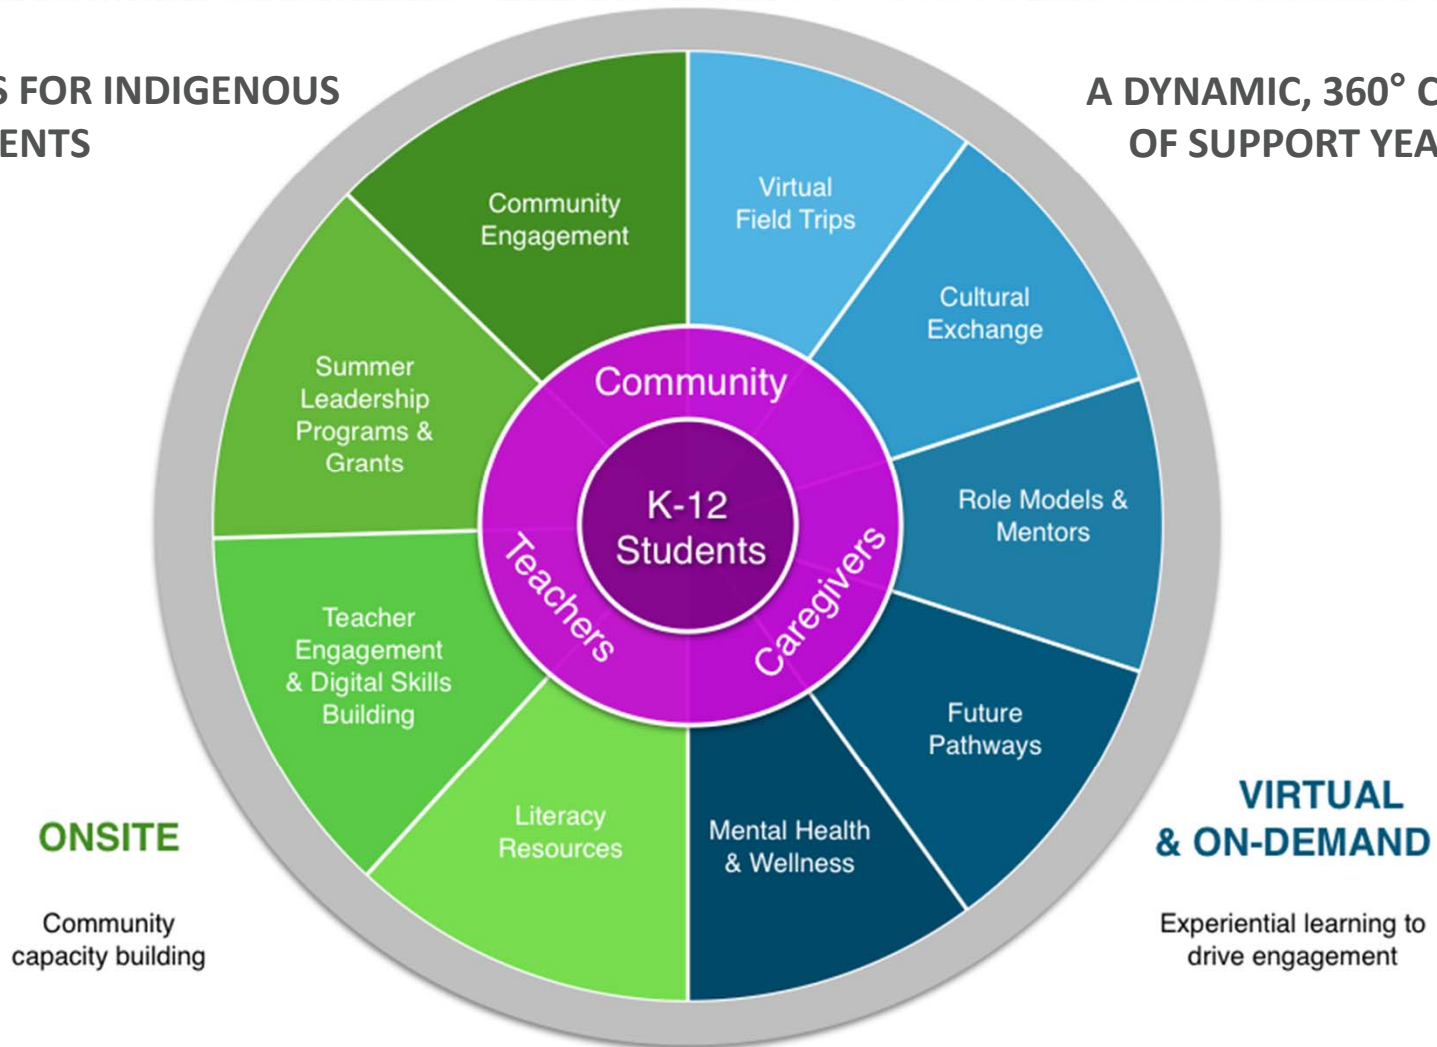 S FOR INDIGENOUS
ENTS
A DYNAMIC, 360° C
OF SUPPORT YEA
Community
Engagement
Virtual
Field Trips
Cultural
Exchange
Summer
Leadership
Programs &
Grants
Community
K-12
Students
Teachers
Caregivers
Role Models &
Mentors
Teacher
Engagement
& Digital Skills
Building
Future
Pathways
Literacy
Resources
Mental Health
& Wellness
ONSITE
Community
capacity building
VIRTUAL
& ON-DEMAND
Experiential learning to
drive engagement